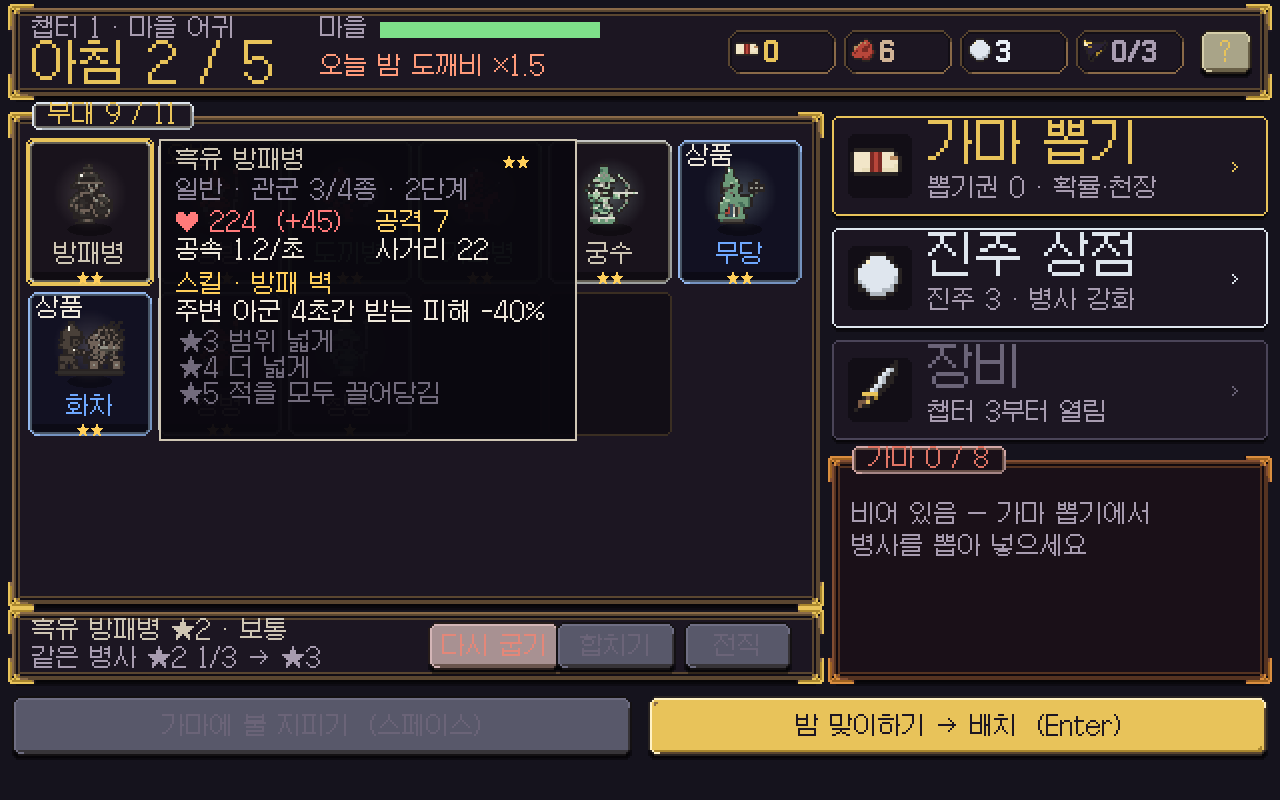 챕터 1 · 마을 어귀
아침 2 / 5
마을
오늘 밤 도깨비 ×1.5
0
6
3
0/3
?
부대 9 / 11
방패병
★★
흑유 방패병
★★
일반 · 관군 3/4종 · 2단계
224 (+45) 공격 7
공속 1.2/초 사거리 22
스킬 · 방패 벽
주변 아군 4초간 받는 피해 -40%
★3 범위 넓게
★4 더 넓게
★5 적을 모두 끌어당김
궁수
★★
상품
무당
★★
상품
화차
★★
흑유 방패병 ★2 · 보통
같은 병사 ★2 1/3 → ★3
다시 굽기
합치기
전직
가마 뽑기
뽑기권 0 · 확률·천장
›
진주 상점
진주 3 · 병사 강화
›
장비
챕터 3부터 열림
›
가마 0 / 8
비어 있음 — 가마 뽑기에서
병사를 뽑아 넣으세요
가마에 불 지피기 (스페이스)
밤 맞이하기 → 배치 (Enter)